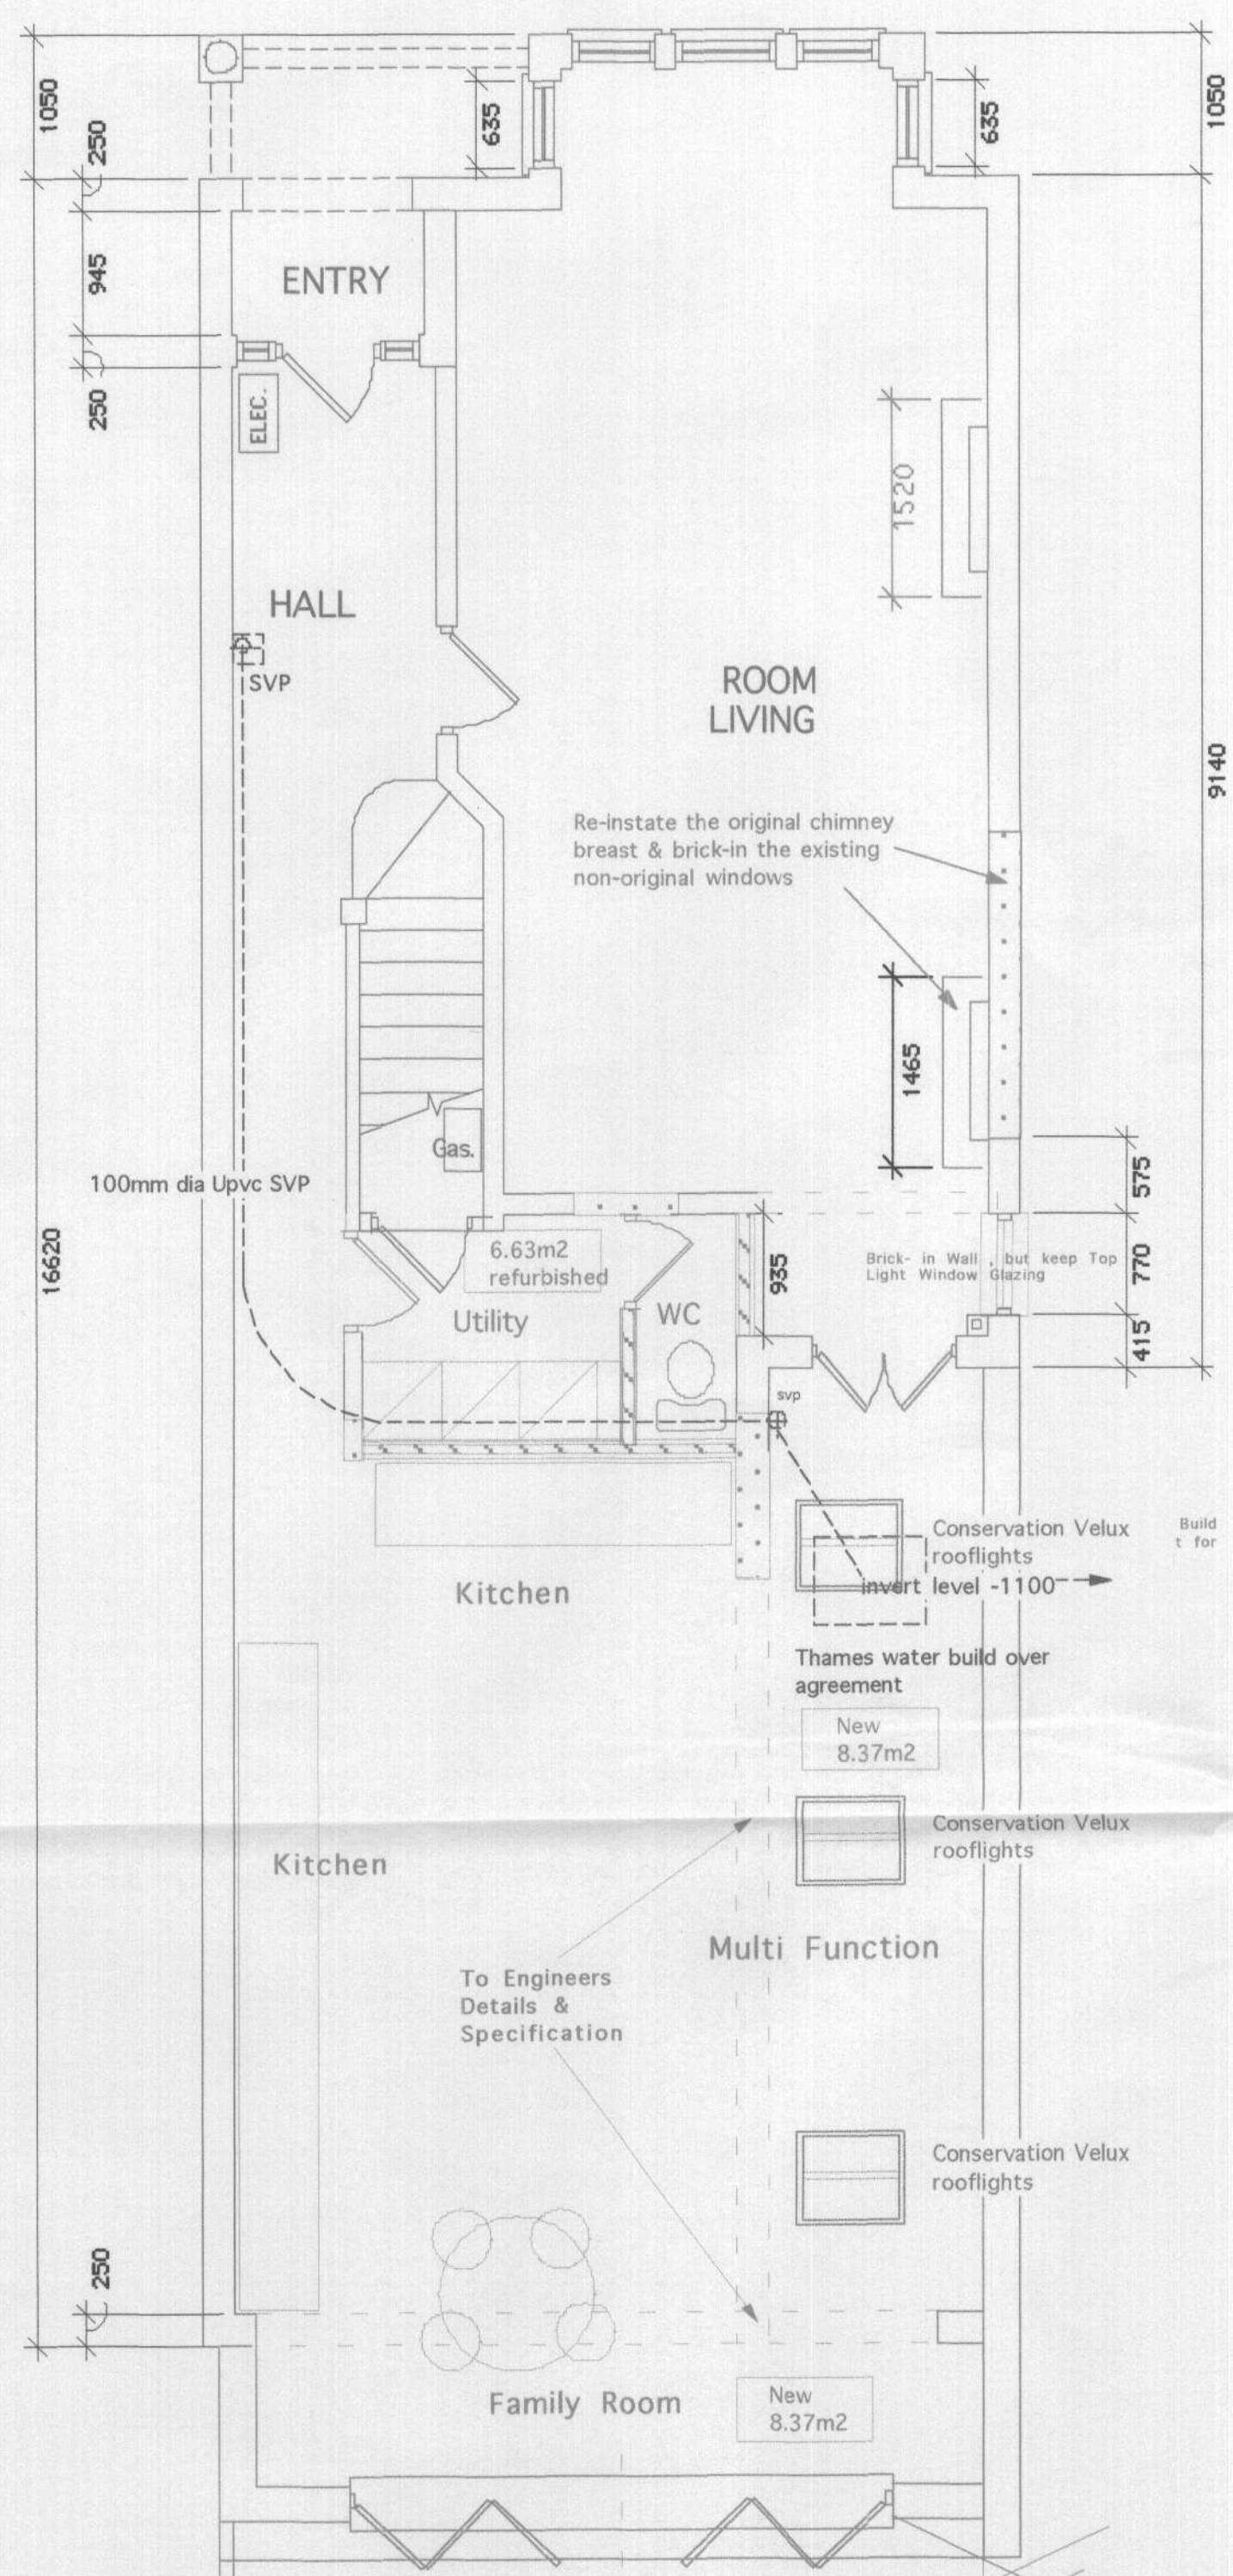 1050
250
635
635
1050
945
ENTRY
250
ELEC.
1520
HALL
SVP
ROOM
LIVING
9140
Re-instate the original chimney
breast & brick-in the existing
non-original windows
1465
Gas.
100mm dia Upvc SVP
575
16620
6.63m2
refurbished
935
Brick- in Wall , but keep Top
Light Window Glazing
770
Utility
WC
415
svp
Conservation Velux
rooflights
Build
t for
invert level -1100
Kitchen
Thames water build over
agreement
New
8.37m2
Conservation Velux
rooflights
Kitchen
Multi Function
To Engineers
Details &
Specification
Conservation Velux
rooflights
250
Family Room
New
8.37m2